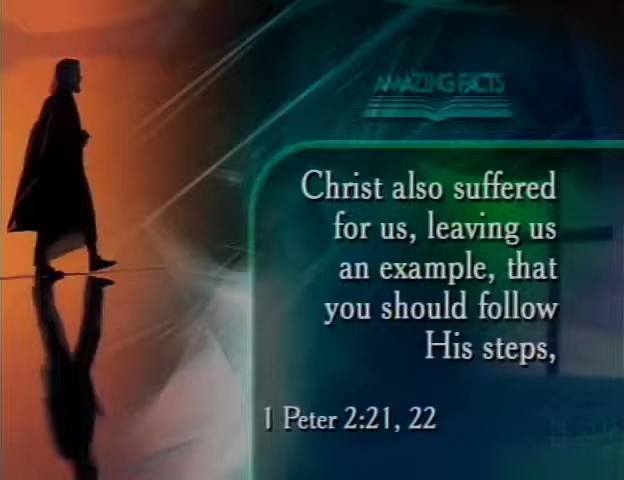 AMAZING FACTS
Christ also suffered
for us, leaving us
an example, that
you should follow
His steps,
1 Peter 2:21, 22